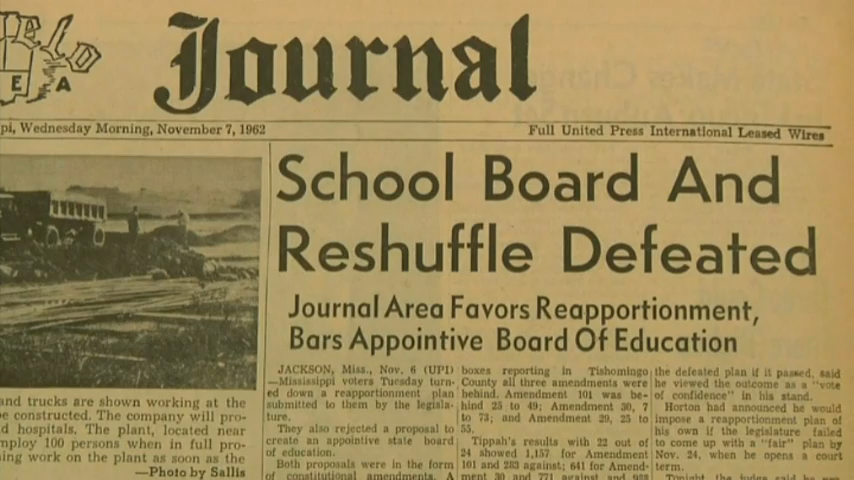 Journal
E A
pi, Wednesday Morning, November 7, 1962
Full United Press International Leased Wires
School Board And
Reshuffle Defeated
Journal Area Favors Reapportionment,
Bars Appointive Board Of Education
and trucks are shown working at the
be constructed. The company will pro-
d hospitals. The plant, located near
mploy 100 persons when in full pro-
ning work on the plant as soon as the
—Photo by Sallis
JACKSON, Miss., Nov. 6 (UPI)
—Mississippi voters Tuesday turn-
ed down a reapportionment plan
submitted to them by the legisla-
ture.
They also rejected a proposal to
create an appointive state board
of education.
Both proposals were in the form
of constitutional amendments. A
boxes reporting in Tishomingo
County all three amendments were
behind. Amendment 101 was be-
hind 25 to 49; Amendment 30, 7
to 73; and Amendment 29, 25 to
55.
Tippah's results with 22 out of
24 showed 1,157 for Amendment
101 and 283 against; 641 for Amend-
ment 30 and 771 against and 988
the defeated plan if it passed, said
he viewed the outcome as a "vote
of confidence" in his stand.
Horton had announced he would
impose a reapportionment plan of
his own if the legislature failed
to come up with a "fair" plan by
Nov. 24, when he opens a court
term.
Tonight, the judge said he